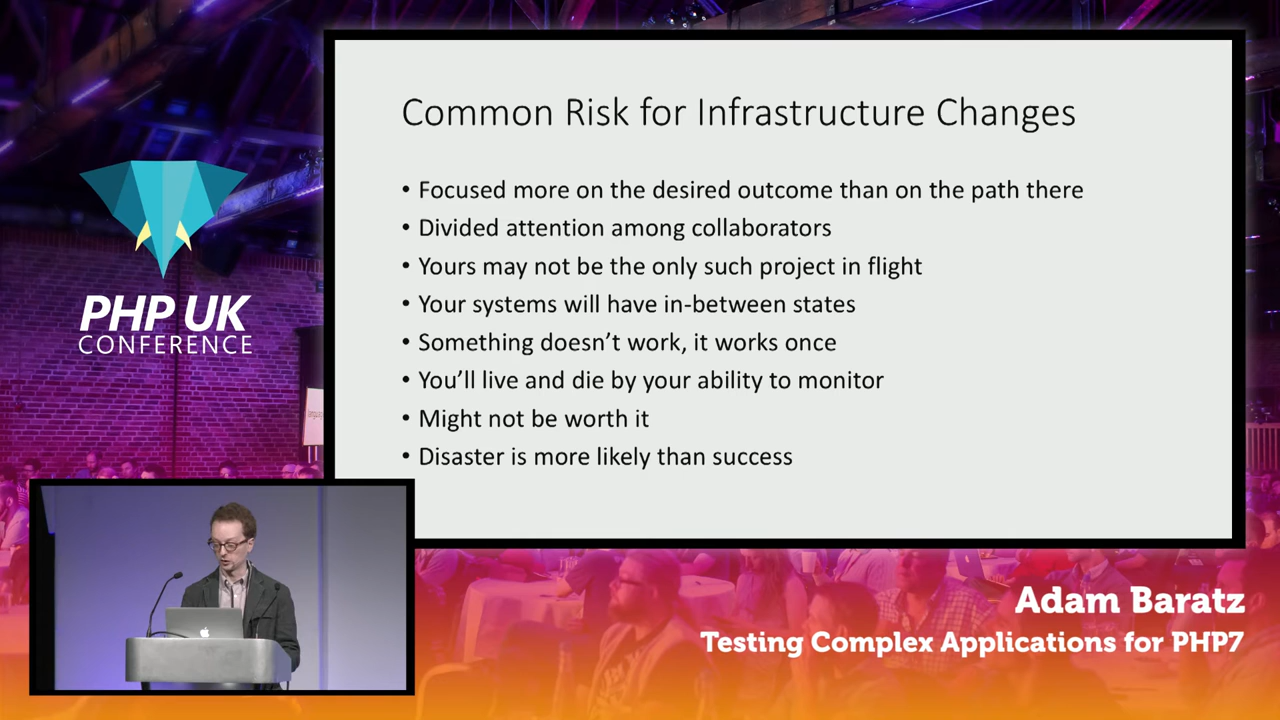 Common Risk for Infrastructure Changes
• Focused more on the desired outcome than on the path there
• Divided attention among collaborators
• Yours may not be the only such project in flight
• Your systems will have in-between states
• Something doesn’t work, it works once
• You’ll live and die by your ability to monitor
• Might not be worth it
• Disaster is more likely than success
PHP UK
CONFERENCE
Adam Baratz
Testing Complex Applications for PHP7